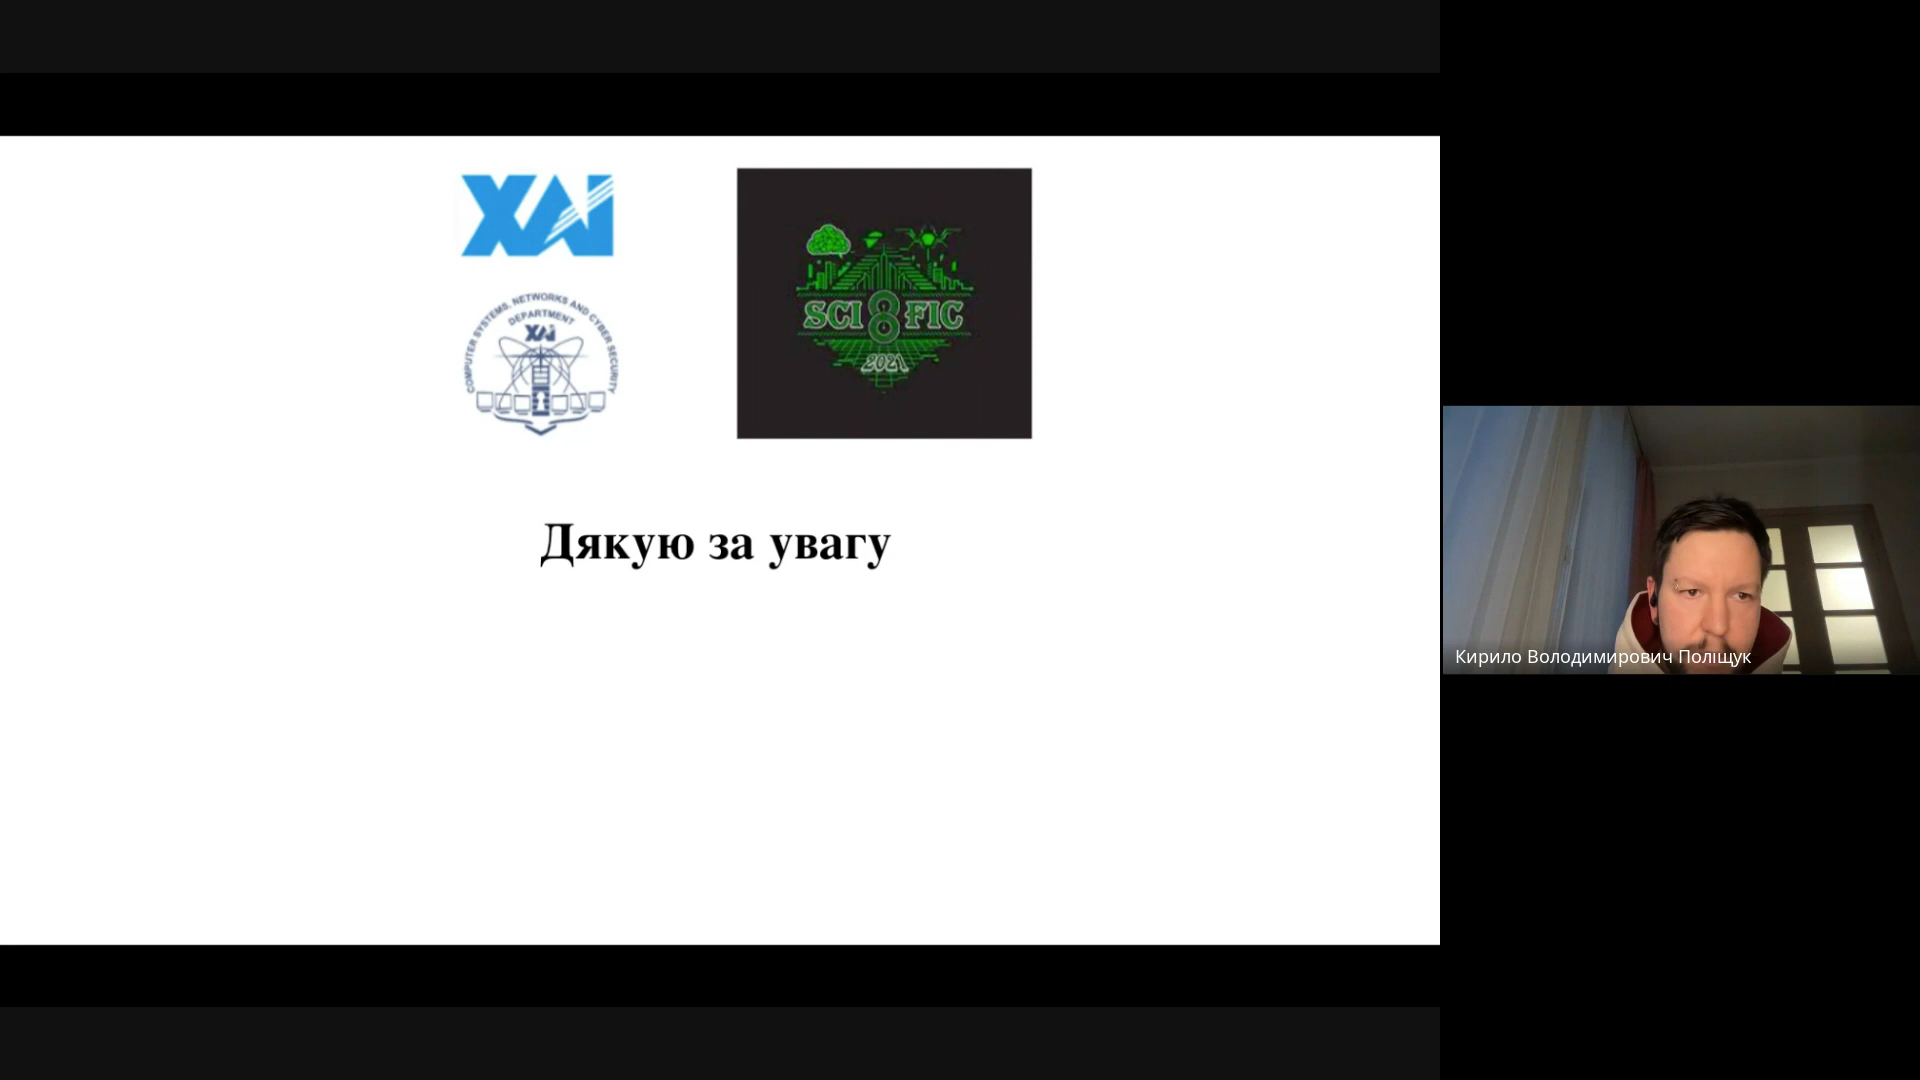 ХАІ
COMPUTER SYSTEMS, NETWORKS AND CYBER SECURITY
DEPARTMENT
ХАІ
SCI 8 FIC
2021
Дякую за увагу
Кирило Володимирович Поліщук